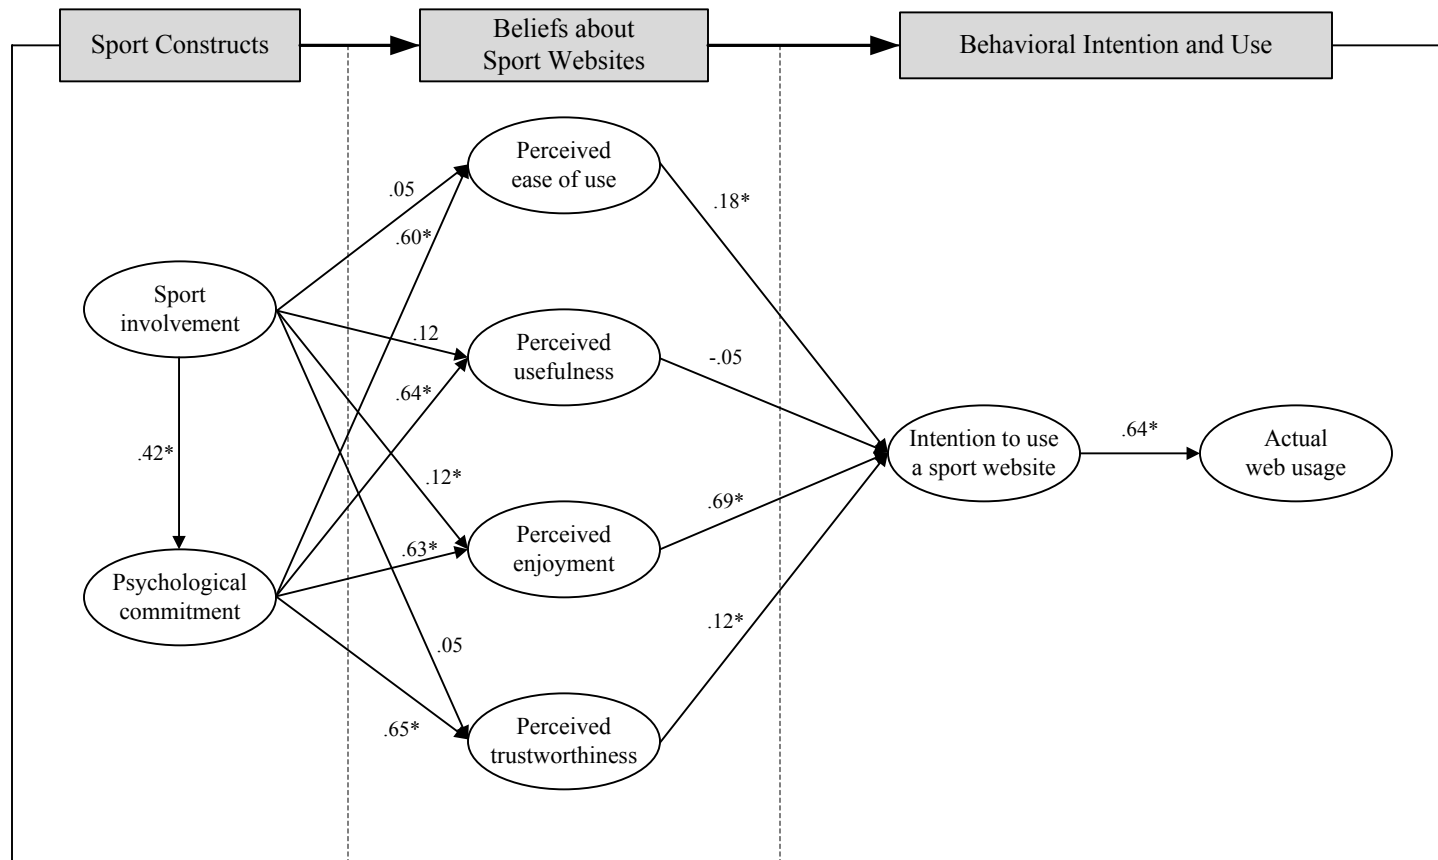 Sport Constructs
Beliefs about
Sport Websites
Behavioral Intention and Use
Perceived
ease of use
.05
.18*
.60*
Sport
involvement
.12
Perceived
usefulness
-.05
.64*
.42*
Intention to use
a sport website
.64*
Actual
web usage
.12*
.69*
.63*
Perceived
enjoyment
Psychological
commitment
.12*
.05
.65*
Perceived
trustworthiness